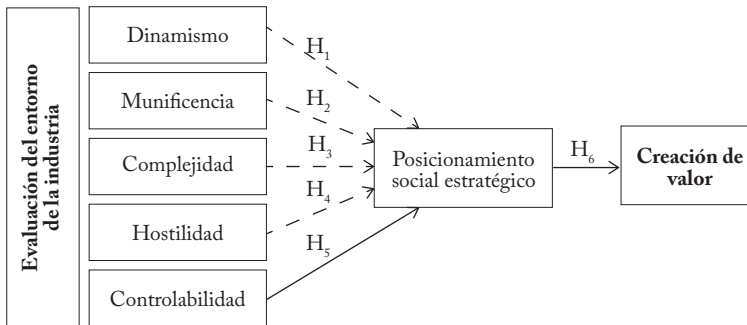 Evaluación del entorno
de la industria
Dinamismo
Munificencia
Complejidad
Hostilidad
Controlabilidad
H1
H2
H3
H4
H5
Posicionamiento
social estratégico
H6
Creación de
valor